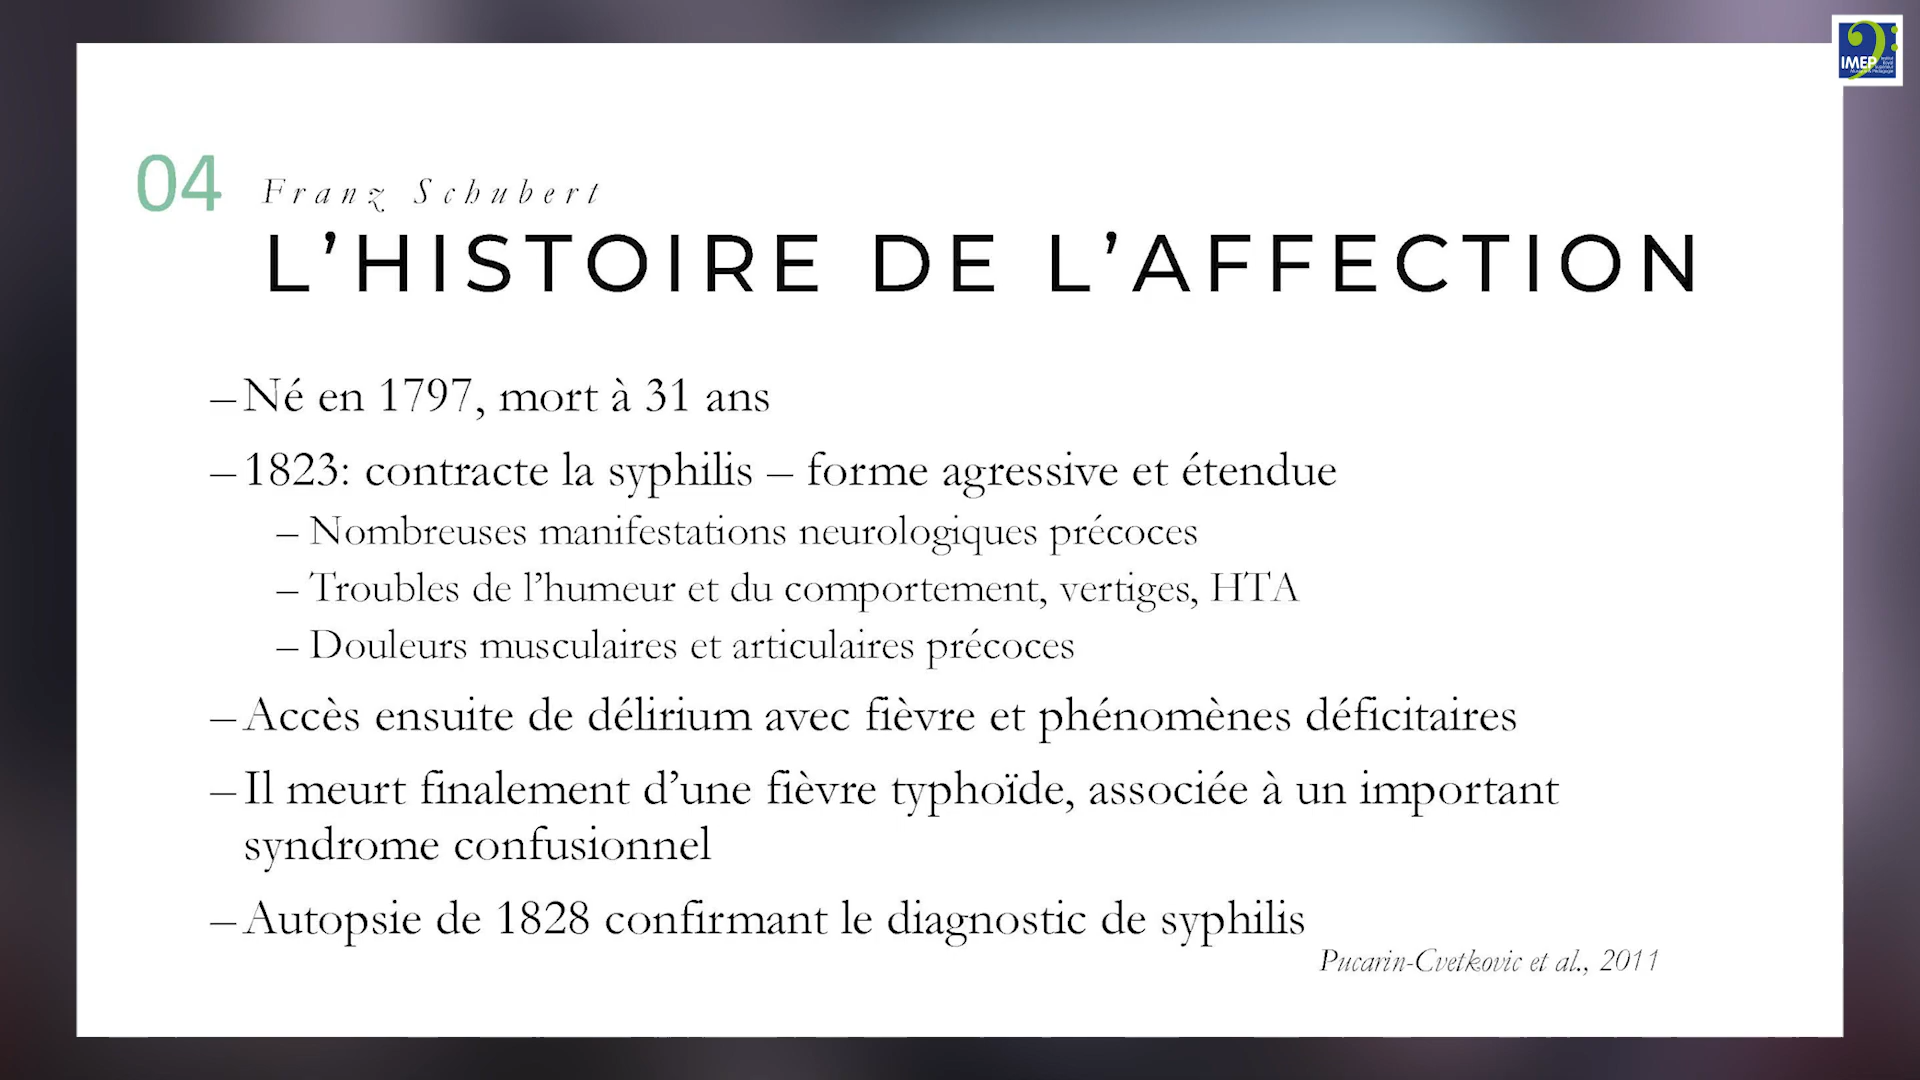 IMEP
04
Franz Schubert
L’HISTOIRE DE L’AFFECTION
– Né en 1797, mort à 31 ans
– 1823: contracte la syphilis – forme agressive et étendue
– Nombreuses manifestations neurologiques précoces
– Troubles de l’humeur et du comportement, vertiges, HTA
– Douleurs musculaires et articulaires précoces
– Accès ensuite de délirium avec fièvre et phénomènes déficitaires
– Il meurt finalement d’une fièvre typhoïde, associée à un important
syndrome confusionnel
– Autopsie de 1828 confirmant le diagnostic de syphilis
Pucarin-Cvetkovic et al., 2011